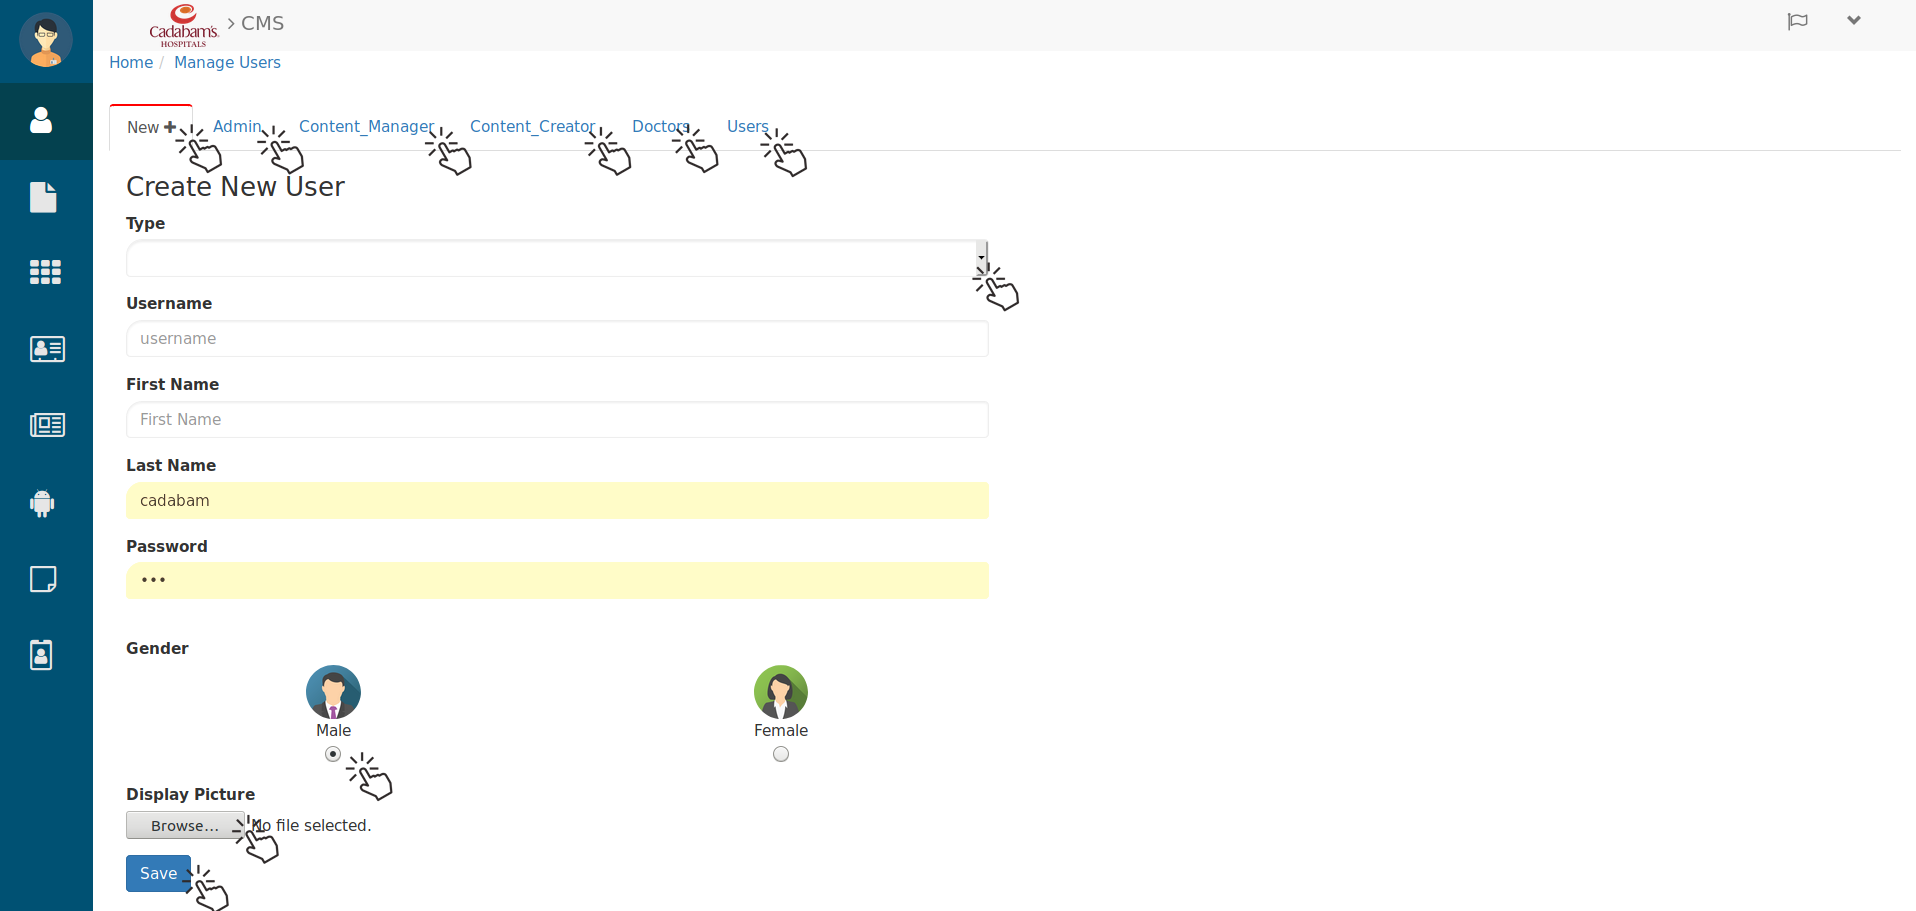 Cadabam's
HOSPITALS
> CMS
Home / Manage Users
New + Admin Content_Manager Content_Creator Doctors Users
Create New User
Type
Username
username
First Name
First Name
Last Name
cadabam
Password
•••
Gender
Male Female
Display Picture
Browse... No file selected.
Save